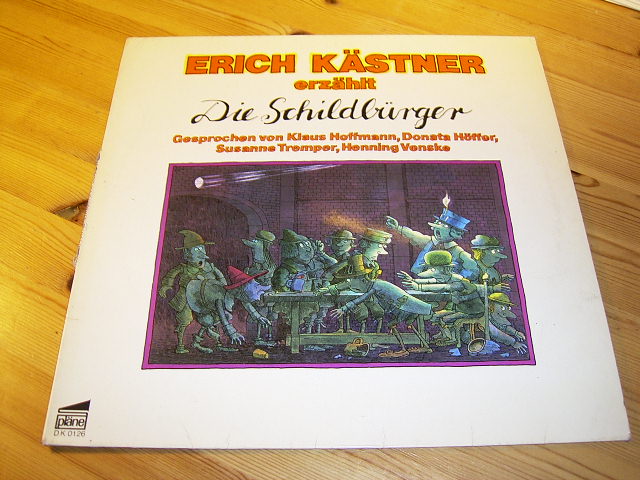 ERICH KÄSTNER
erzählt
Die Schildbürger
Gesprochen von Klaus Hoffmann, Donata Höffer,
Susanne Tremper, Henning Venske
pläne
DK 0126